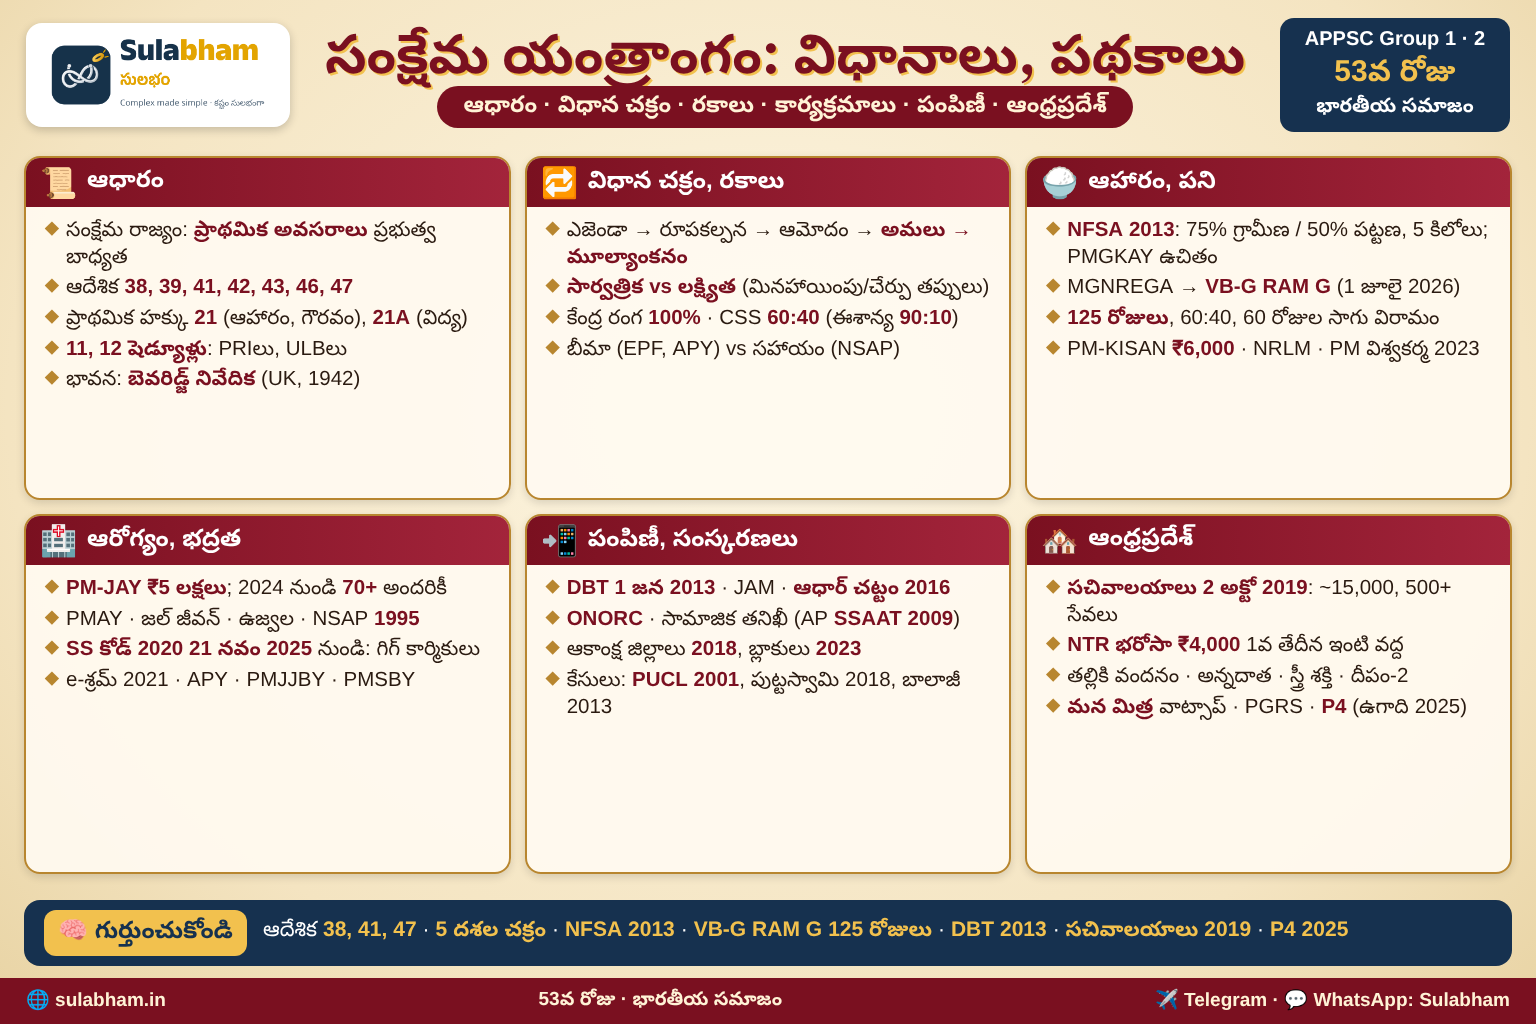 Sulabham
సులభం
Complex made simple · కష్టం సులభంగా
సంక్షేమ యంత్రాంగం: విధానాలు, పథకాలు
ఆధారం · విధాన చక్రం · రకాలు · కార్యక్రమాలు · పంపిణీ · ఆంధ్రప్రదేశ్
APPSC Group 1 · 2
53వ రోజు
భారతీయ సమాజం
📜 ఆధారం
◆ సంక్షేమ రాజ్యం: ప్రాథమిక అవసరాలు ప్రభుత్వ
బాధ్యత
◆ ఆదేశిక 38, 39, 41, 42, 43, 46, 47
◆ ప్రాథమిక హక్కు 21 (ఆహారం, గౌరవం), 21A (విద్య)
◆ 11, 12 షెడ్యూళ్లు: PRIలు, ULBలు
◆ భావన: బెవరిడ్జ్ నివేదిక (UK, 1942)
🔁 విధాన చక్రం, రకాలు
◆ ఎజెండా → రూపకల్పన → ఆమోదం → అమలు →
మూల్యాంకనం
◆ సార్వత్రిక vs లక్ష్యిత (మినహాయింపు/చేర్పు తప్పులు)
◆ కేంద్ర రంగ 100% · CSS 60:40 (ఈశాన్య 90:10)
◆ బీమా (EPF, APY) vs సహాయం (NSAP)
🍚 ఆహారం, పని
◆ NFSA 2013: 75% గ్రామీణ / 50% పట్టణ, 5 కిలోలు;
PMGKAY ఉచితం
◆ MGNREGA → VB-G RAM G (1 జూలై 2026)
◆ 125 రోజులు, 60:40, 60 రోజుల సాగు విరామం
◆ PM-KISAN ₹6,000 · NRLM · PM విశ్వకర్మ 2023
🏥 ఆరోగ్యం, భద్రత
◆ PM-JAY ₹5 లక్షలు; 2024 నుండి 70+ అందరికీ
◆ PMAY · జల్ జీవన్ · ఉజ్వల · NSAP 1995
◆ SS కోడ్ 2020 21 నవం 2025 నుండి: గిగ్ కార్మికులు
◆ e-శ్రమ్ 2021 · APY · PMJJBY · PMSBY
📲 పంపిణీ, సంస్కరణలు
◆ DBT 1 జన 2013 · JAM · ఆధార్ చట్టం 2016
◆ ONORC · సామాజిక తనిఖీ (AP SSAAT 2009)
◆ ఆకాంక్ష జిల్లాలు 2018, బ్లాకులు 2023
◆ కేసులు: PUCL 2001, పుట్టస్వామి 2018, బాలాజీ
2013
🏘️ ఆంధ్రప్రదేశ్
◆ సచివాలయాలు 2 అక్టో 2019: ~15,000, 500+
సేవలు
◆ NTR భరోసా ₹4,000 1వ తేదీన ఇంటి వద్ద
◆ తల్లికి వందనం · అన్నదాత · స్త్రీ శక్తి · దీపం-2
◆ మన మిత్ర వాట్సాప్ · PGRS · P4 (ఉగాది 2025)
🧠 గుర్తుంచుకోండి
ఆదేశిక 38, 41, 47 · 5 దశల చక్రం · NFSA 2013 · VB-G RAM G 125 రోజులు · DBT 2013 · సచివాలయాలు 2019 · P4 2025
🌐 sulabham.in
53వ రోజు · భారతీయ సమాజం
✈️ Telegram · 💬 WhatsApp: Sulabham